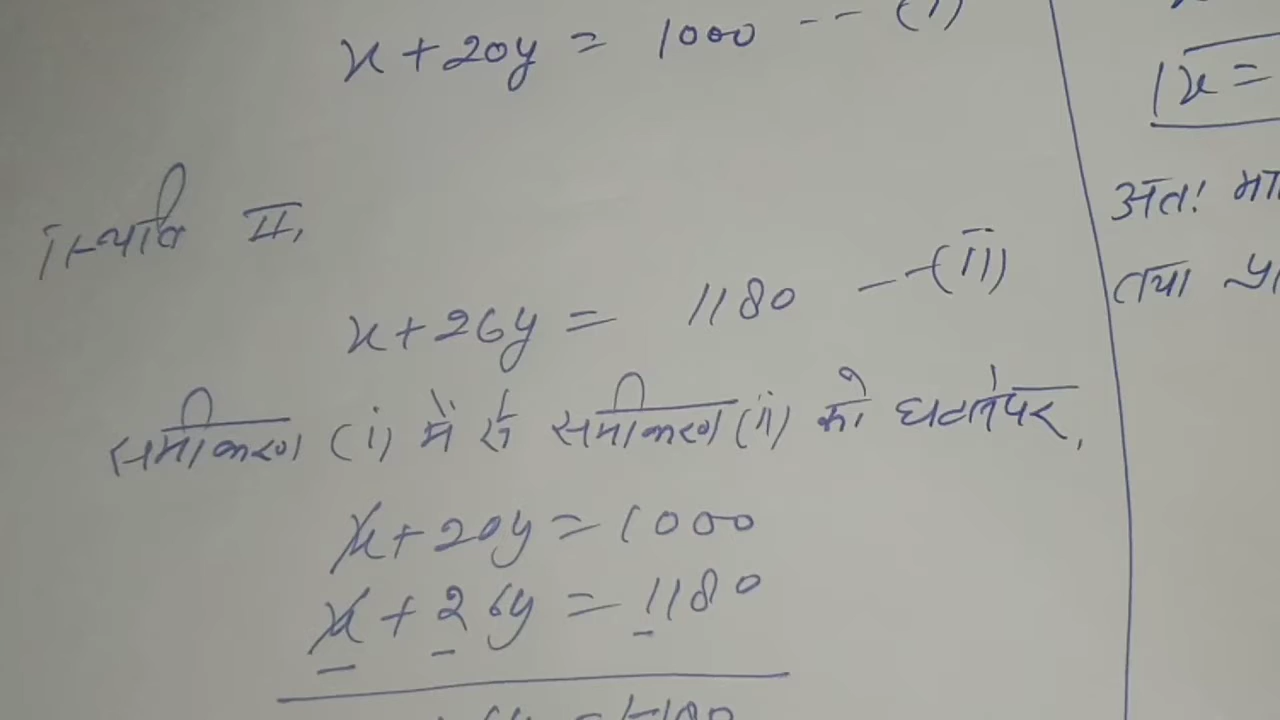 x + 20y = 1000 -- (i)
स्थिति II,
x + 26y = 1180 -- (ii)
समीकरण (i) में से समीकरण (ii) को घटाने पर,
x + 20y = 1000
x + 26y = 1180
x =
अत:
तथा